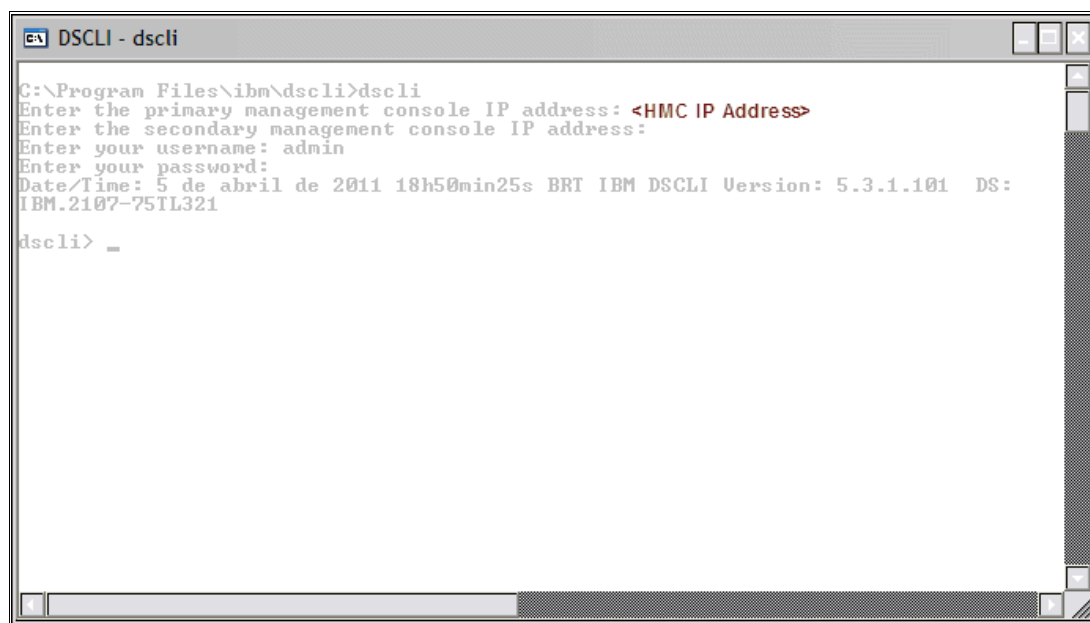 DSCLI - dscli
C:\Program Files\ibm\dscli>dscli
Enter the primary management console IP address: <HMC IP Address>
Enter the secondary management console IP address:
Enter your username: admin
Enter your password:
Date/Time: 5 de abril de 2011 18h50min25s BRT IBM DSCLI Version: 5.3.1.101  DS:
IBM.2107-75TL321
dscli> _